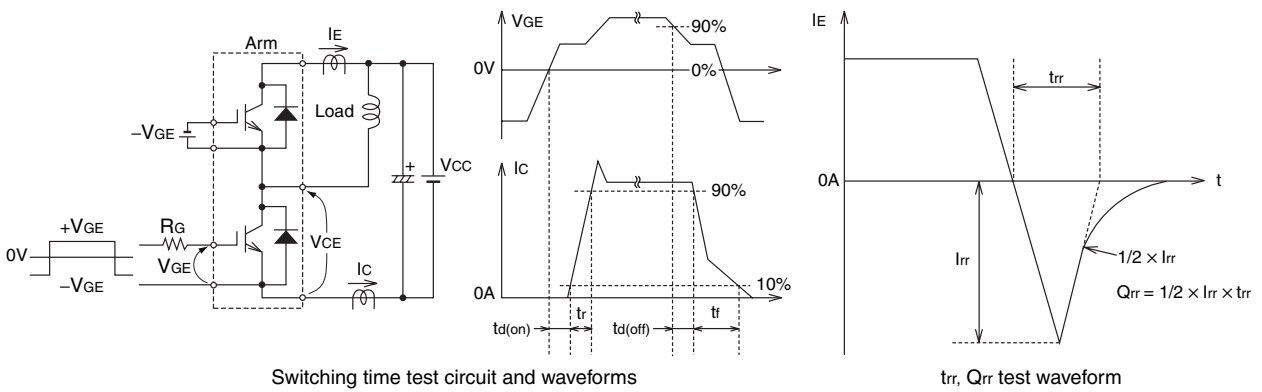 Arm
IE
Load
–VGE
VCC
+
+VGE
0V
–VGE
RG
VGE
VCE
IC
VGE
90%
0V
0%
IC
90%
0A
10%
td(on)
tr
td(off)
tf
Switching time test circuit and waveforms
IE
trr
0A
t
Irr
1/2 × Irr
Qrr = 1/2 × Irr × trr
trr, Qrr test waveform